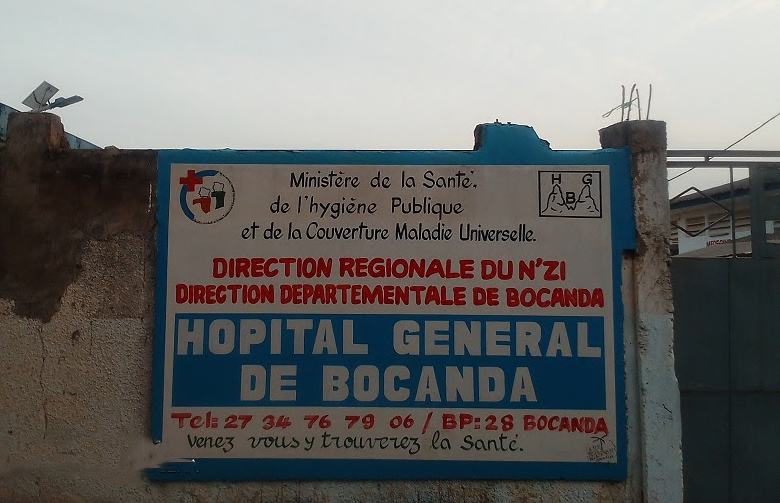 Ministère de la Santé,
de l'hygiène Publique
et de la Couverture Maladie Universelle.
H G
B
DIRECTION REGIONALE DU N'ZI
DIRECTION DEPARTEMENTALE DE BOCANDA
HOPITAL GENERAL
DE BOCANDA
Tel: 27 34 76 79 06 / BP: 28 BOCANDA
Venez vous y trouverez la Santé.